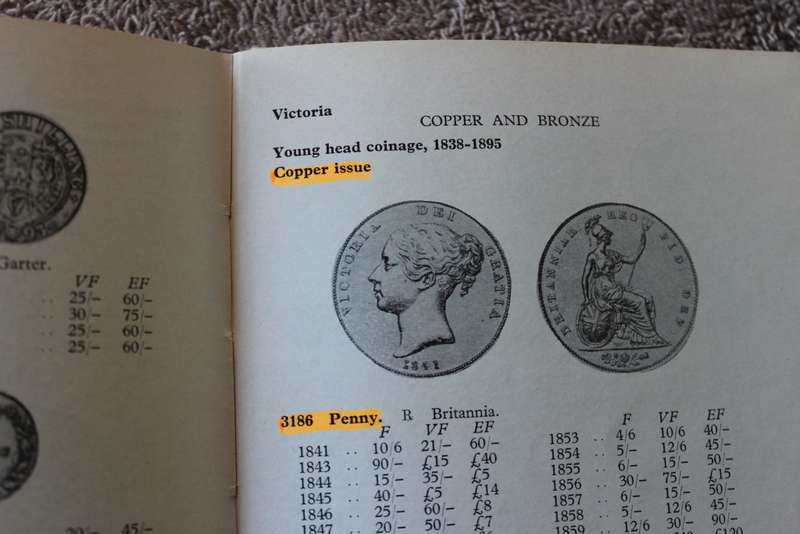 Garter.
VF EF
.. 25/– 60/–
.. 30/– 75/–
.. 25/– 60/–
.. 25/– 60/–
45/–
Victoria
COPPER AND BRONZE
Young head coinage, 1838-1895
Copper issue
VICTORIA DEI GRATIA
1841
BRITANNIAR: REG: FID: DEF:
3186 Penny. R Britannia.
F VF EF
1841 .. 10/6 21/– 60/–
1843 .. 90/– £15 £40
1844 .. 15/– 35/– £5
1845 .. 40/– £5 £14
1846 .. 25/– 60/– £8
1847 .. 20/– 50/– £7
F VF EF
1853 .. 4/6 10/6 40/–
1854 .. 5/– 12/6 45/–
1855 .. 6/– 15/– 50/–
1856 .. 30/– 75/– £15
1857 .. 6/– 15/– 50/–
1858 .. 5/– 12/6 45/–
1859 .. 12/6 30/– 90/–